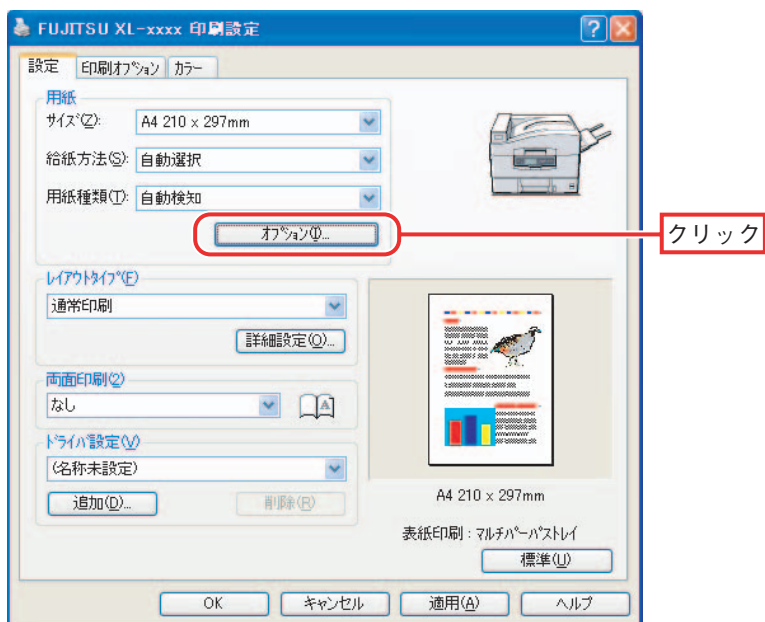 FUJITSU XL-xxxx 印刷設定
設定 印刷オプション カラー
用紙
サイズ(Z): A4 210 x 297mm
給紙方法(S): 自動選択
用紙種類(T): 自動検知
オプション(I)...
クリック
レイアウトタイプ(F)
通常印刷
詳細設定(O)...
両面印刷(2)
なし
A
ドライバ設定(V)
(名称未設定)
追加(D)... 削除(R)
A4 210 x 297mm
表紙印刷 : マルチパーパストレイ
標準(U)
OK キャンセル 適用(A) ヘルプ